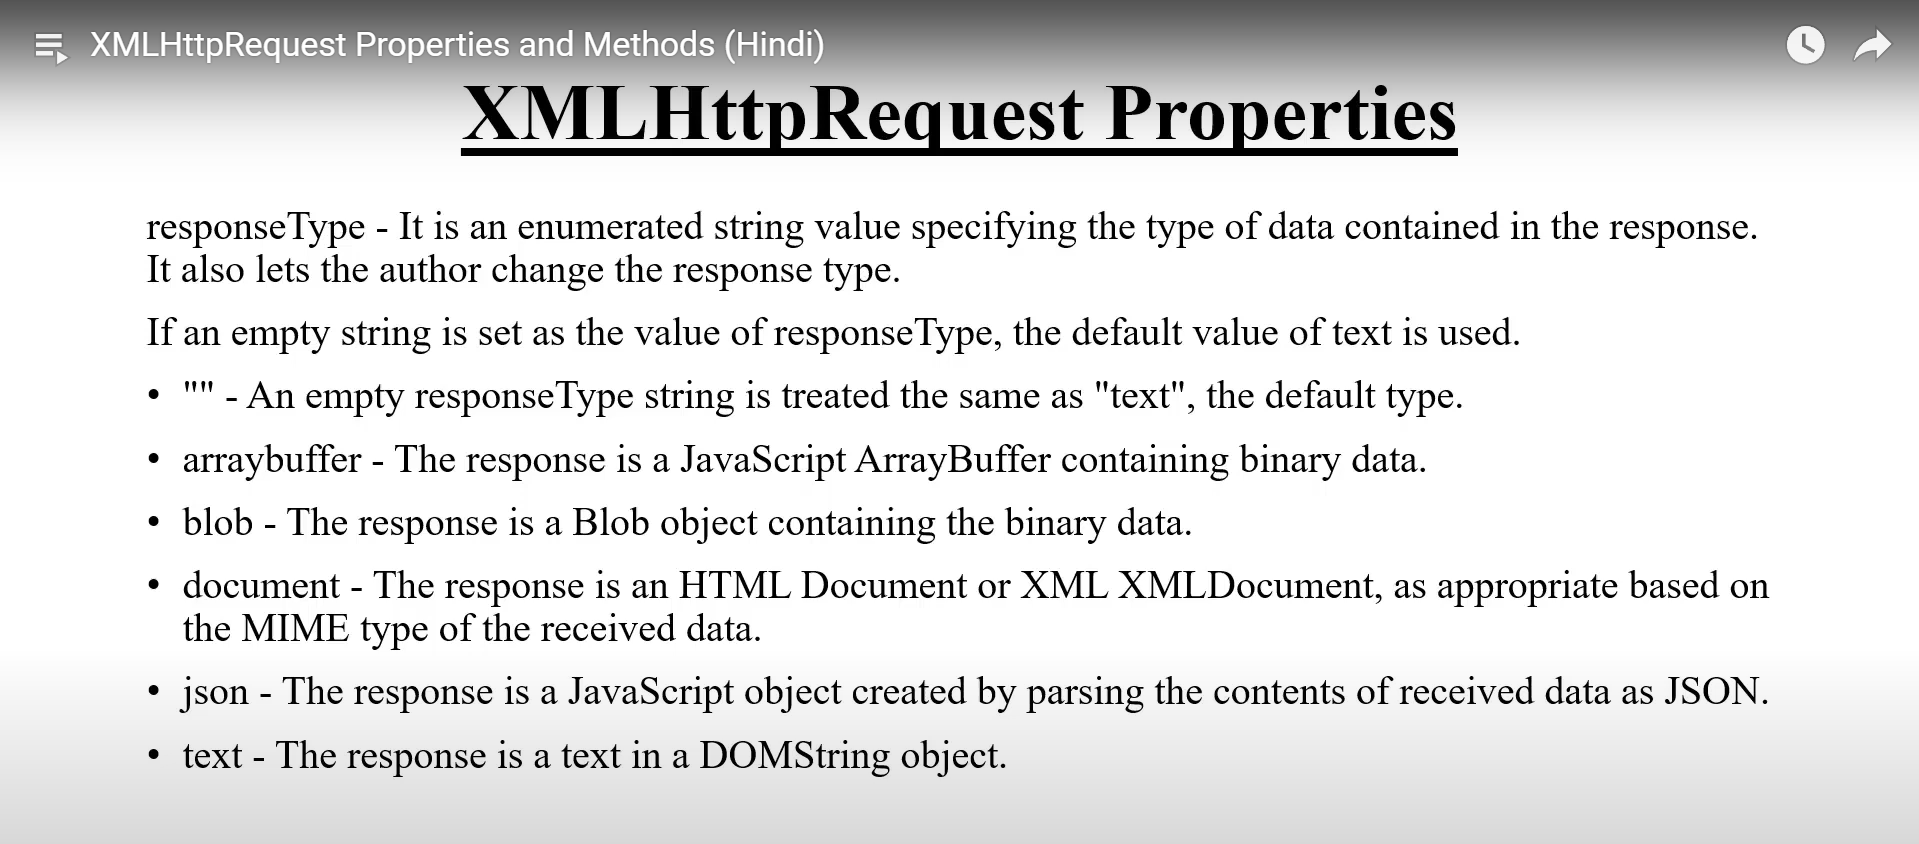 XMLHttpRequest Properties and Methods (Hindi)
XMLHttpRequest Properties
responseType - It is an enumerated string value specifying the type of data contained in the response.
It also lets the author change the response type.
If an empty string is set as the value of responseType, the default value of text is used.
• "" - An empty responseType string is treated the same as "text", the default type.
• arraybuffer - The response is a JavaScript ArrayBuffer containing binary data.
• blob - The response is a Blob object containing the binary data.
• document - The response is an HTML Document or XML XMLDocument, as appropriate based on
the MIME type of the received data.
• json - The response is a JavaScript object created by parsing the contents of received data as JSON.
• text - The response is a text in a DOMString object.